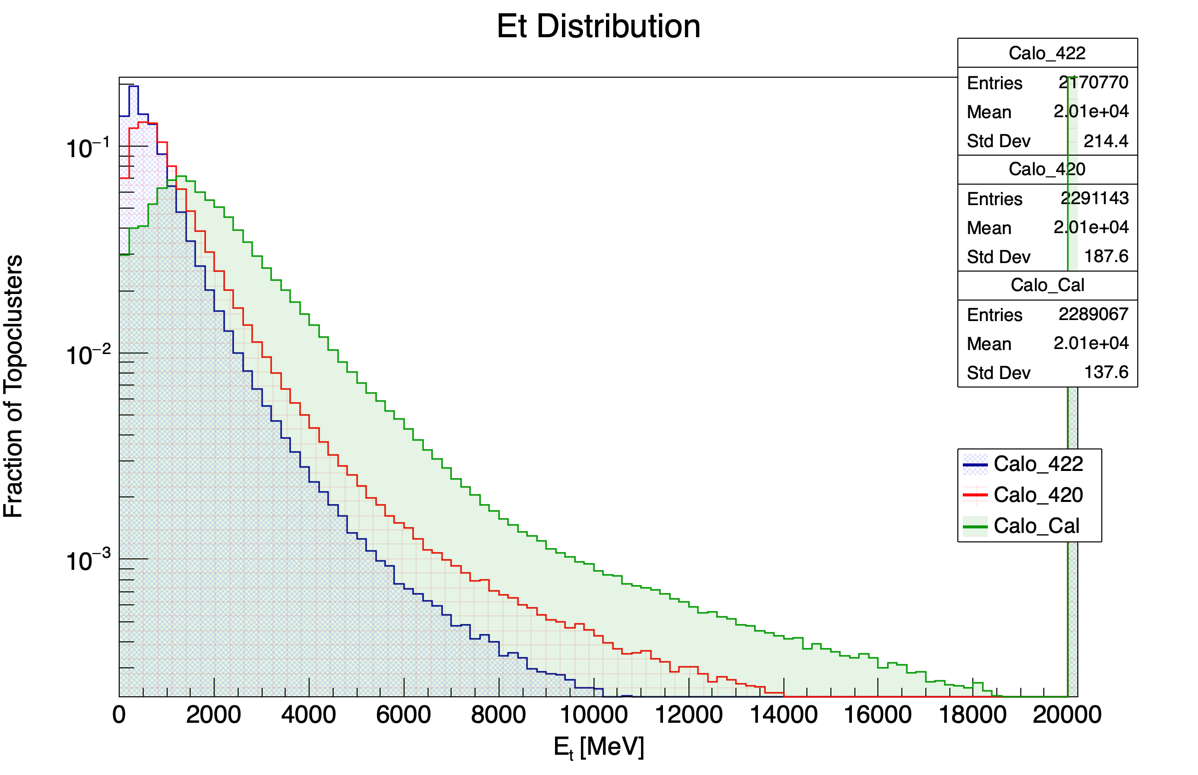 Et Distribution
Calo_422
Entries 2170770
Mean 2.01e+04
Std Dev 214.4
Calo_420
Entries 2291143
Mean 2.01e+04
Std Dev 187.6
Calo_Cal
Entries 2289067
Mean 2.01e+04
Std Dev 137.6
Calo_422
Calo_420
Calo_Cal
Fraction of Topoclusters
10⁻¹
10⁻²
10⁻³
0 2000 4000 6000 8000 10000 12000 14000 16000 18000 20000
Eₜ [MeV]